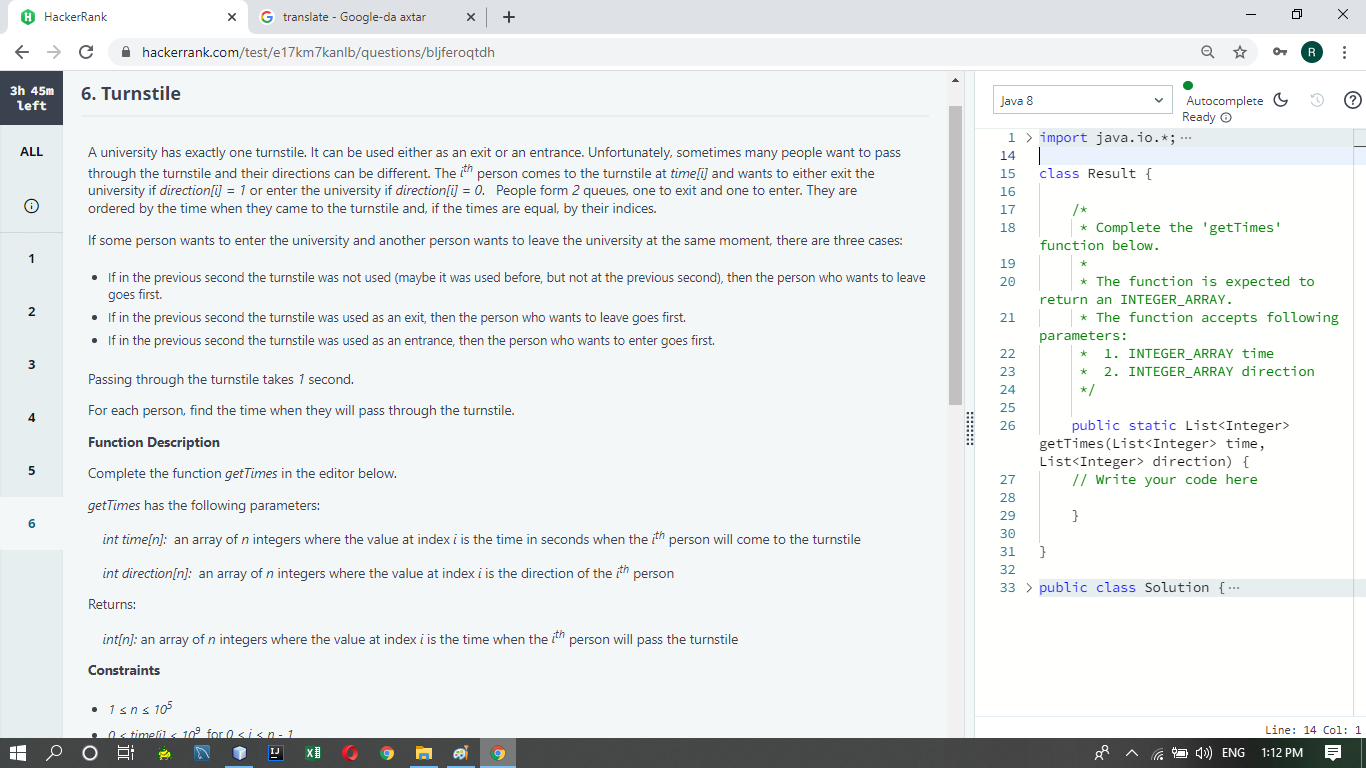 HackerRank
translate - Google-da axtar
hackerrank.com/test/e17km7kanlb/questions/bljferoqtdh
R
3h 45m
left
ALL
1
2
3
4
5
6
6. Turnstile
A university has exactly one turnstile. It can be used either as an exit or an entrance. Unfortunately, sometimes many people want to pass
through the turnstile and their directions can be different. The ith person comes to the turnstile at time[i] and wants to either exit the
university if direction[i] = 1 or enter the university if direction[i] = 0. People form 2 queues, one to exit and one to enter. They are
ordered by the time when they came to the turnstile and, if the times are equal, by their indices.
If some person wants to enter the university and another person wants to leave the university at the same moment, there are three cases:
• If in the previous second the turnstile was not used (maybe it was used before, but not at the previous second), then the person who wants to leave
goes first.
• If in the previous second the turnstile was used as an exit, then the person who wants to leave goes first.
• If in the previous second the turnstile was used as an entrance, then the person who wants to enter goes first.
Passing through the turnstile takes 1 second.
For each person, find the time when they will pass through the turnstile.
Function Description
Complete the function getTimes in the editor below.
getTimes has the following parameters:
int time[n]: an array of n integers where the value at index i is the time in seconds when the ith person will come to the turnstile
int direction[n]: an array of n integers where the value at index i is the direction of the ith person
Returns:
int[n]: an array of n integers where the value at index i is the time when the ith person will pass the turnstile
Constraints
• 1 ≤ n ≤ 10^5
• 0 ≤ time[i] ≤ 10^9 for 0 ≤ i ≤ n - 1
Java 8
Autocomplete
Ready
1 > import java.io.*; ...
14
15 class Result {
16
17 /*
18 * Complete the 'getTimes'
function below.
19 *
20 * The function is expected to
return an INTEGER_ARRAY.
21 * The function accepts following
parameters:
22 * 1. INTEGER_ARRAY time
23 * 2. INTEGER_ARRAY direction
24 */
25
26 public static List<Integer>
getTimes(List<Integer> time,
List<Integer> direction) {
27 // Write your code here
28
29 }
30
31 }
32
33 > public class Solution { ...
Line: 14 Col: 1
ENG
1:12 PM